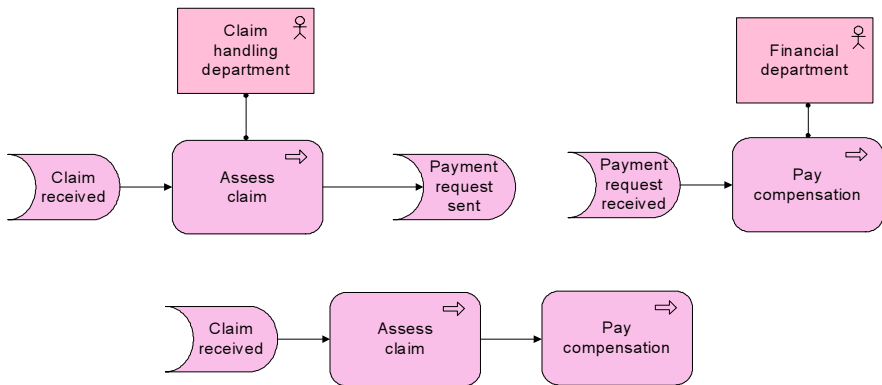 Claim
handling
department
Financial
department
Claim
received
Assess
claim
Payment
request
sent
Payment
request
received
Pay
compensation
Claim
received
Assess
claim
Pay
compensation